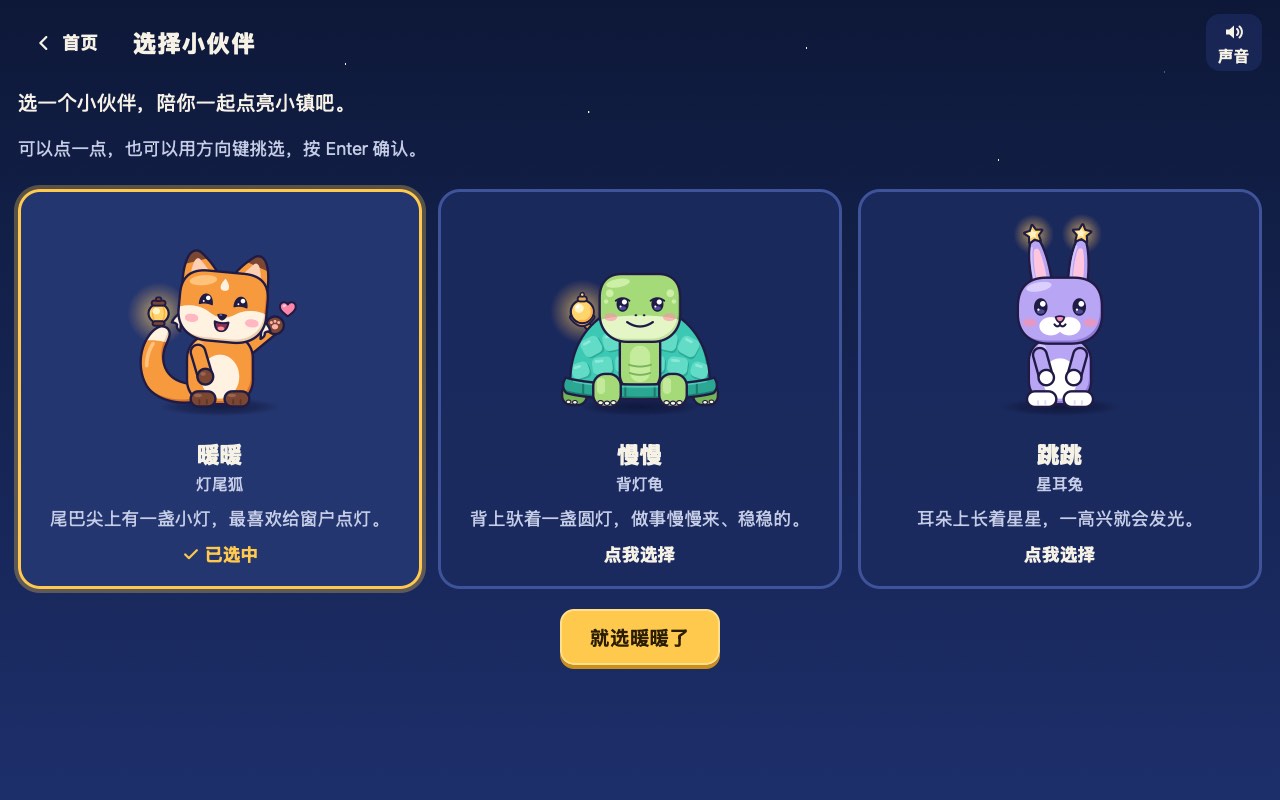 首页
选择小伙伴
声音
选一个小伙伴，陪你一起点亮小镇吧。
可以点一点，也可以用方向键挑选，按 Enter 确认。
暖暖
灯尾狐
尾巴尖上有一盏小灯，最喜欢给窗户点灯。
已选中
慢慢
背灯龟
背上驮着一盏圆灯，做事慢慢来、稳稳的。
点我选择
跳跳
星耳兔
耳朵上长着星星，一高兴就会发光。
点我选择
就选暖暖了